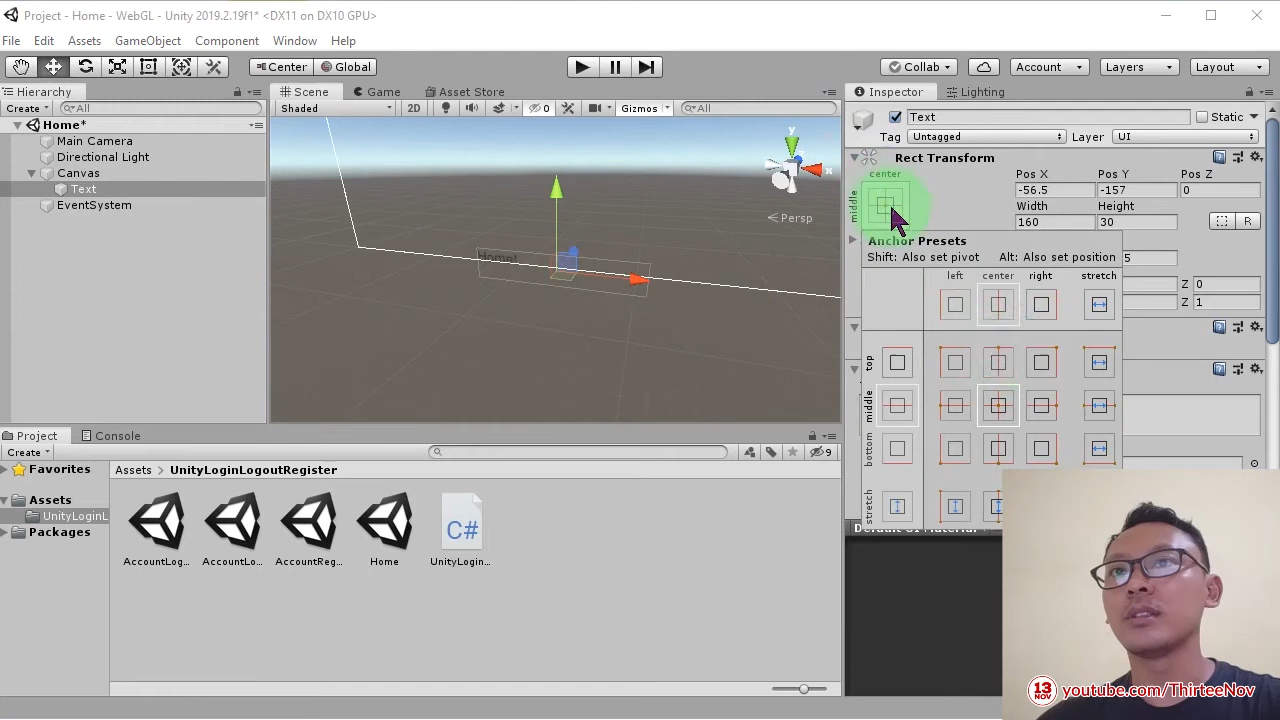 Project - Home - WebGL - Unity 2019.2.19f1* <DX11 on DX10 GPU>
File Edit Assets GameObject Component Window Help
Center Global Collab Account Layers Layout
Hierarchy Scene Game Asset Store Inspector Lighting
Create All Shaded 2D 0 Gizmos All
Text Static
Home*
Tag Untagged Layer UI
Main Camera
Directional Light
Canvas
Text
EventSystem
Rect Transform
center Pos X Pos Y Pos Z
middle -56.5 -157 0
Width Height
160 30 R
y
x
Persp
Home!
Anchor Presets
Shift: Also set pivot Alt: Also set position 5
left center right stretch
Z 0
Z 1
top
middle
bottom
stretch
Project Console
Create 9
Favorites
Assets > UnityLoginLogoutRegister
Assets
UnityLoginL
Packages
C#
AccountLog... AccountLo... AccountReg... Home UnityLogin...
13 NOV youtube.com/ThirteeNov